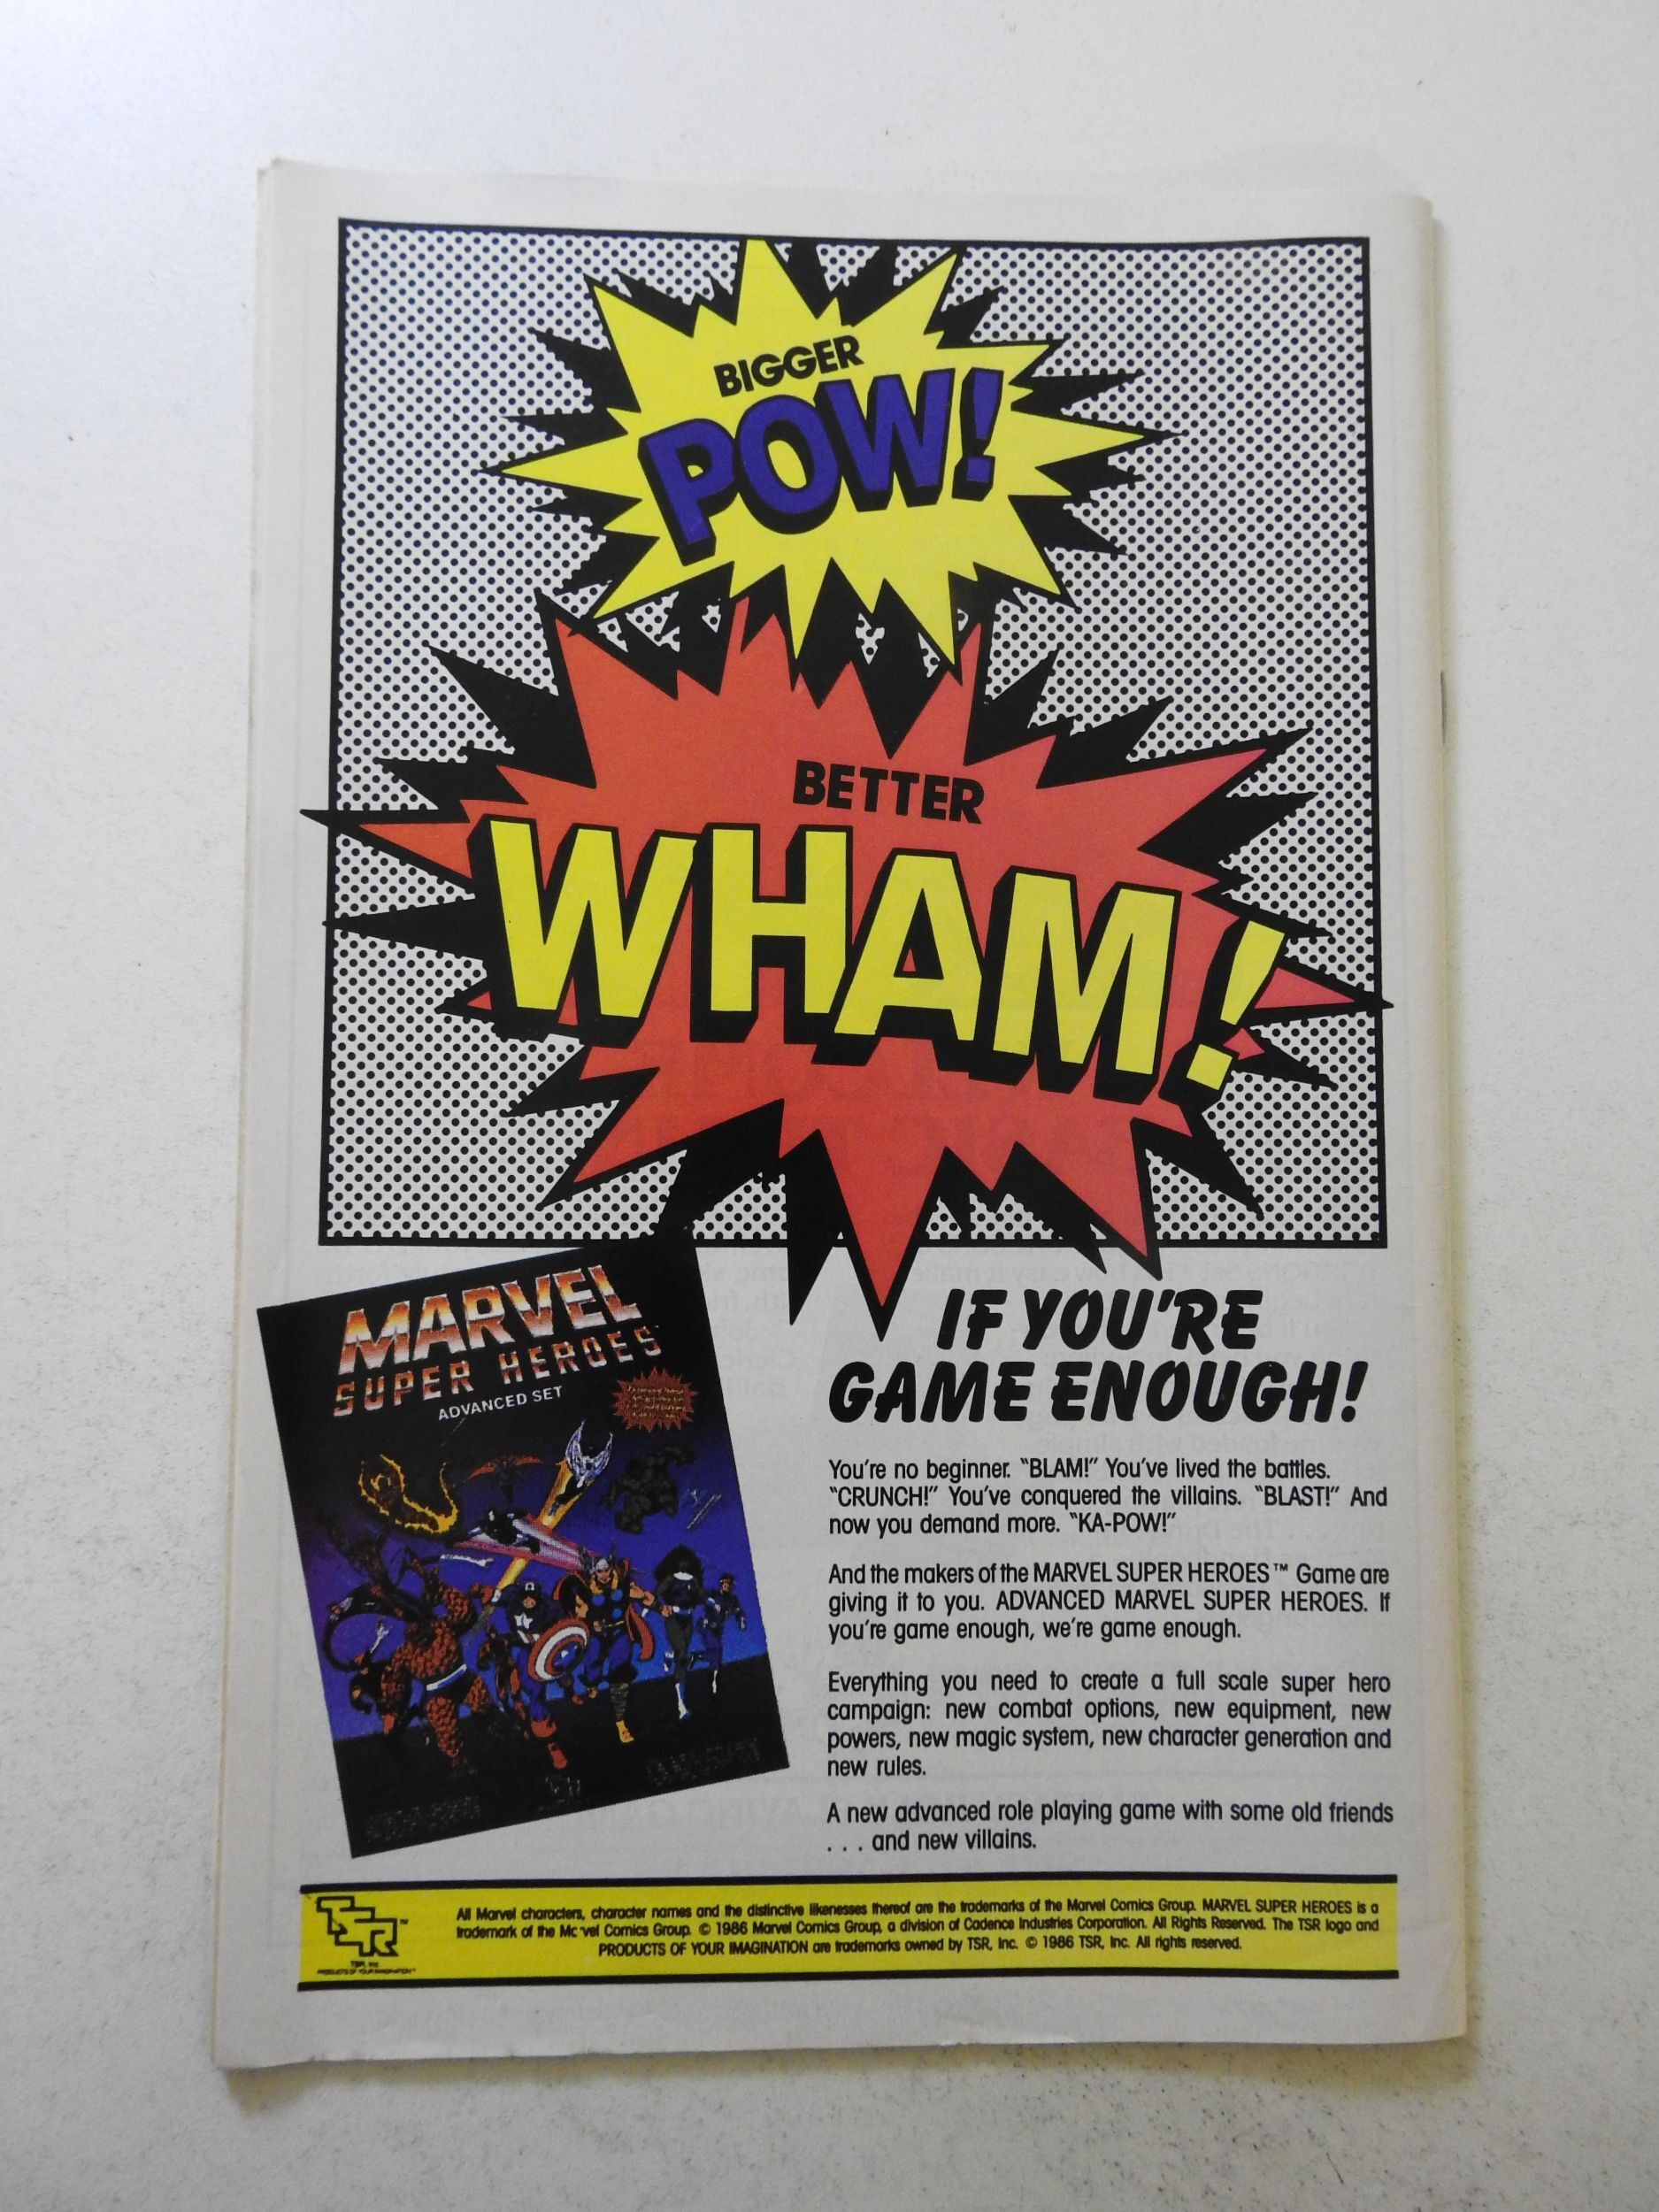 BIGGER
POW!
BETTER
WHAM!
MARVEL
SUPER HEROES
ADVANCED SET
IF YOU'RE
GAME ENOUGH!
You're no beginner. "BLAM!" You've lived the battles.
"CRUNCH!" You've conquered the villains. "BLAST!" And
now you demand more. "KA-POW!"
And the makers of the MARVEL SUPER HEROES™ Game are
giving it to you. ADVANCED MARVEL SUPER HEROES. If
you're game enough, we're game enough.
Everything you need to create a full scale super hero
campaign: new combat options, new equipment, new
powers, new magic system, new character generation and
new rules.
A new advanced role playing game with some old friends
. . . and new villains.
TSR™
TSR, Inc.
PRODUCTS OF YOUR IMAGINATION™
All Marvel characters, character names and the distinctive likenesses thereof are the trademarks of the Marvel Comics Group. MARVEL SUPER HEROES is a
trademark of the Marvel Comics Group. © 1986 Marvel Comics Group, a division of Cadence Industries Corporation. All Rights Reserved. The TSR logo and
PRODUCTS OF YOUR IMAGINATION are trademarks owned by TSR, Inc. © 1986 TSR, Inc. All rights reserved.